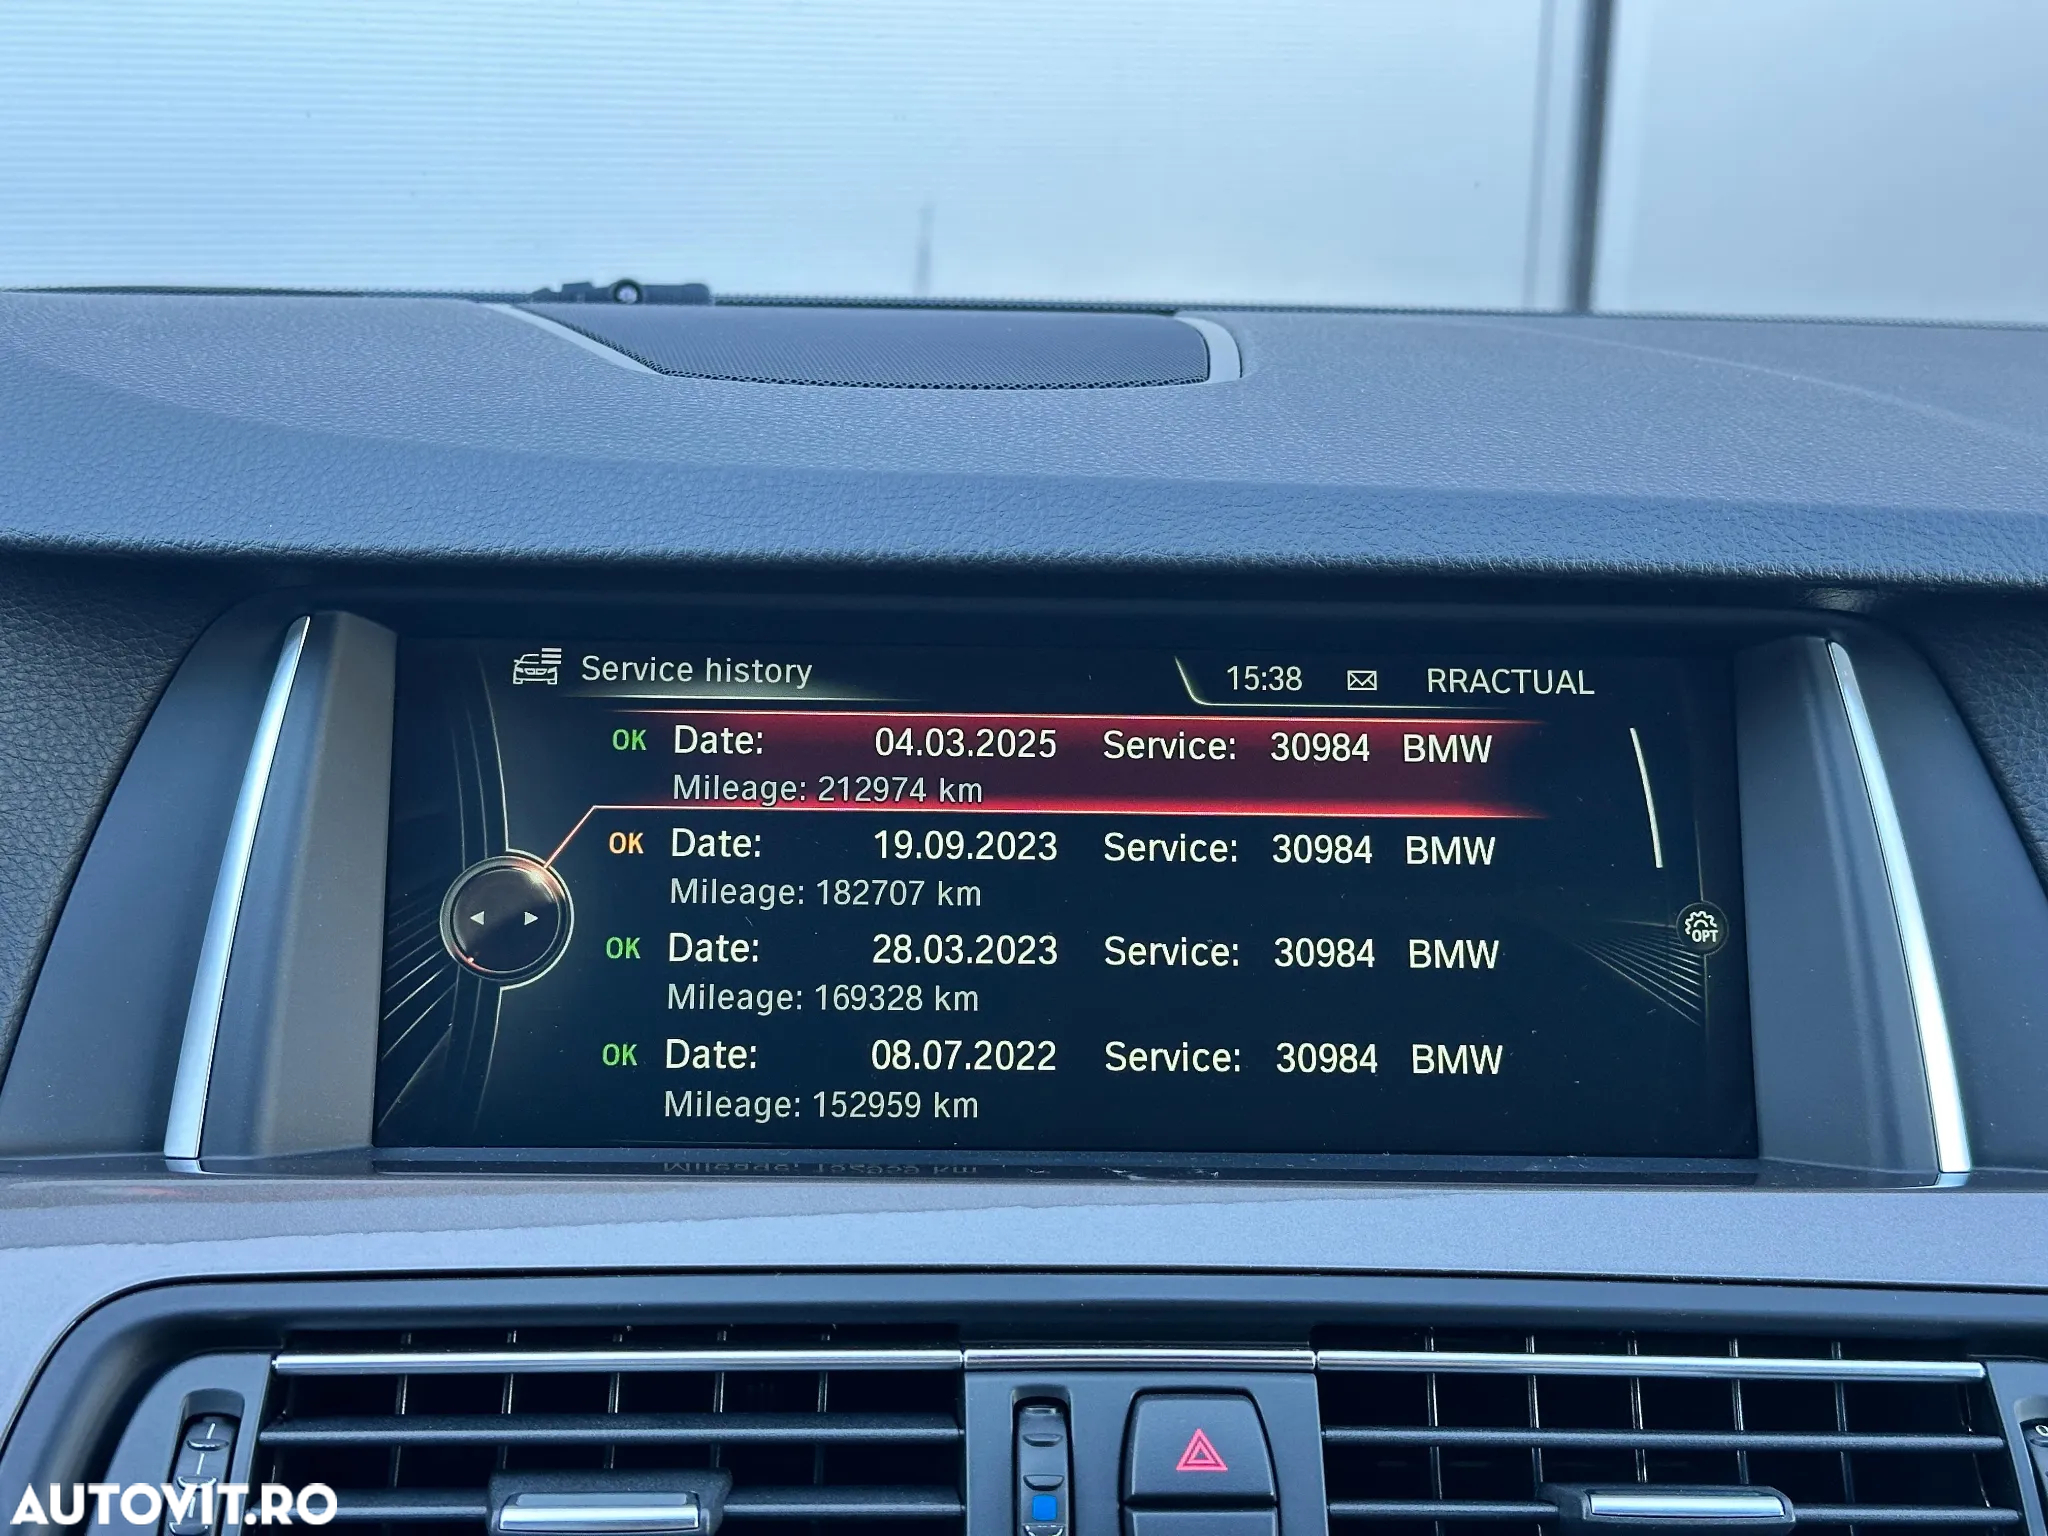 Service history 15:38 RRACTUAL
OK Date: 04.03.2025 Service: 30984 BMW
Mileage: 212974 km
OK Date: 19.09.2023 Service: 30984 BMW
Mileage: 182707 km
OK Date: 28.03.2023 Service: 30984 BMW
Mileage: 169328 km
OK Date: 08.07.2022 Service: 30984 BMW
Mileage: 152959 km
OPT
AUTOVIT.RO